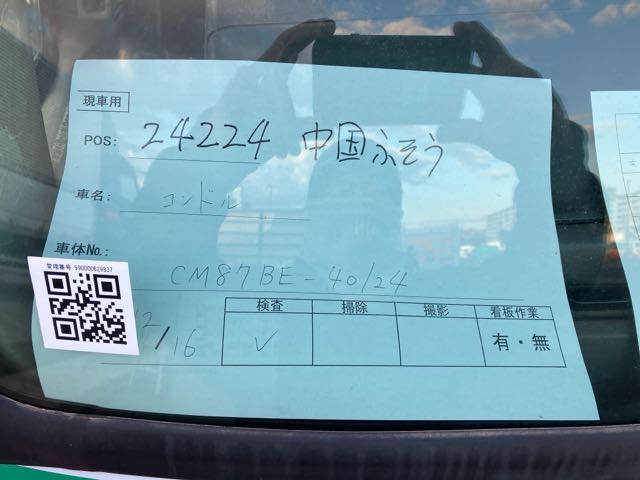 現車用
POS: 24224 中国ふそう
車名: コンドル
車体No.:
CM87BE-40124
管理番号 990000629837
12/16
検査 掃除 撮影 看板作業
✓ 有・無